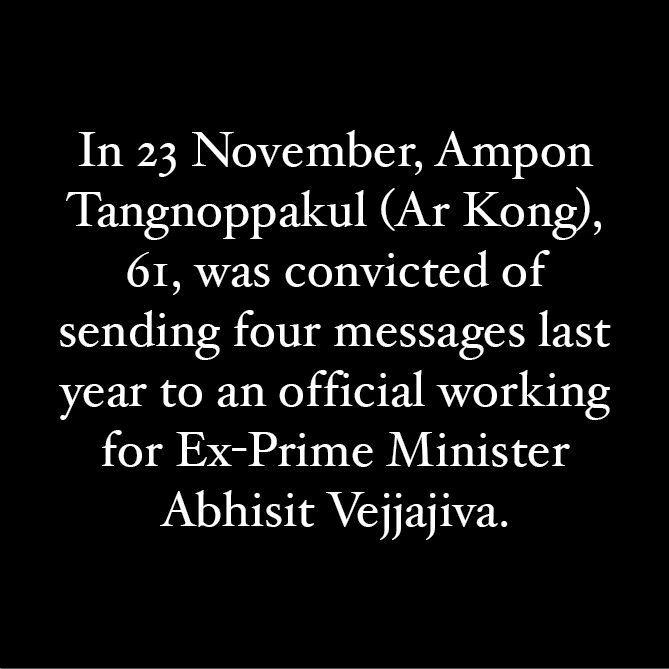 In 23 November, Ampon
Tangnoppakul (Ar Kong),
61, was convicted of
sending four messages last
year to an official working
for Ex-Prime Minister
Abhisit Vejjajiva.